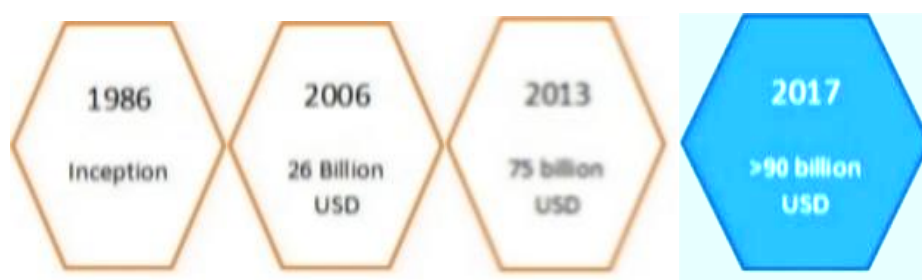 1986
Inception
2006
26 Billion
USD
2013
75 billion
USD
2017
>90 billion
USD